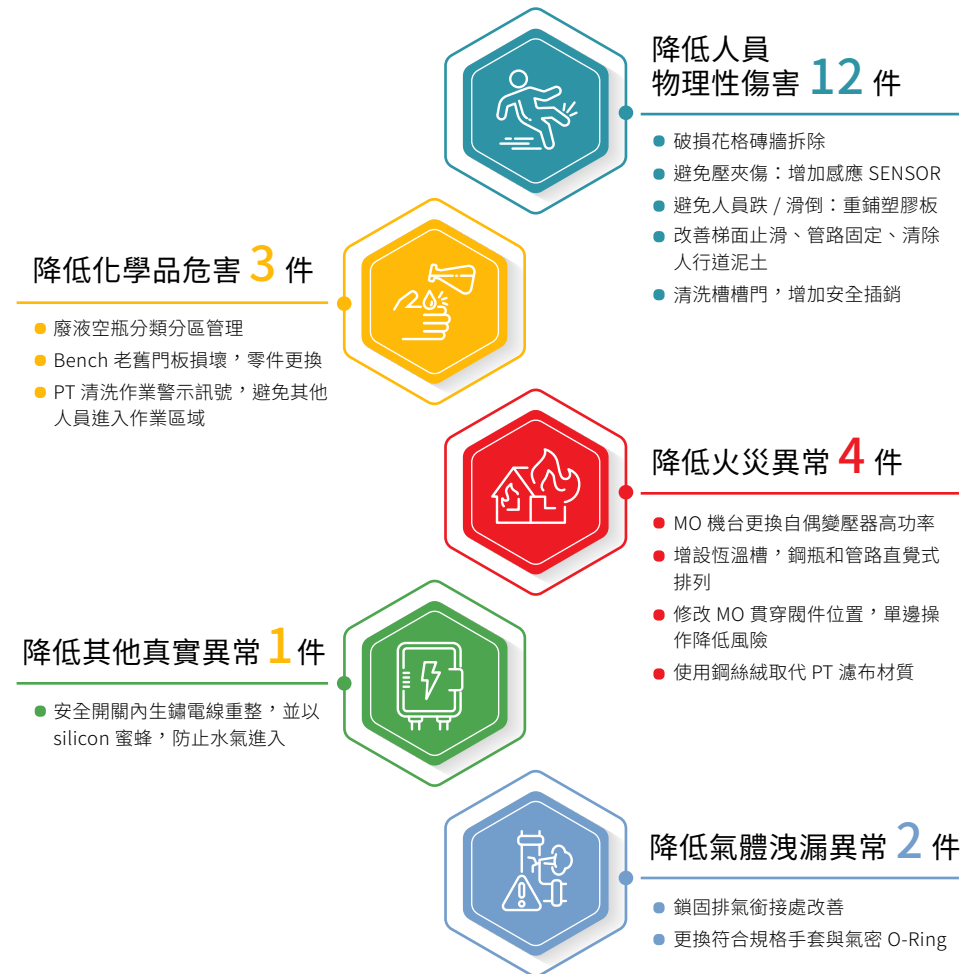 降低人員
物理性傷害 12 件
破損花格磚牆拆除
避免壓夾傷：增加感應 SENSOR
避免人員跌 / 滑倒：重鋪塑膠板
改善梯面止滑、管路固定、清除
人行道泥土
清洗槽槽門，增加安全插銷
降低化學品危害 3 件
廢液空瓶分類分區管理
Bench 老舊門板損壞，零件更換
PT 清洗作業警示訊號，避免其他
人員進入作業區域
降低火災異常 4 件
MO 機台更換自偶變壓器高功率
增設恆溫槽，鋼瓶和管路直覺式
排列
修改 MO 貫穿閥件位置，單邊操
作降低風險
使用鋼絲絨取代 PT 濾布材質
降低其他真實異常 1 件
安全開關內生鏽電線重整，並以
silicon 蜜蜂，防止水氣進入
降低氣體洩漏異常 2 件
鎖固排氣銜接處改善
更換符合規格手套與氣密 O-Ring